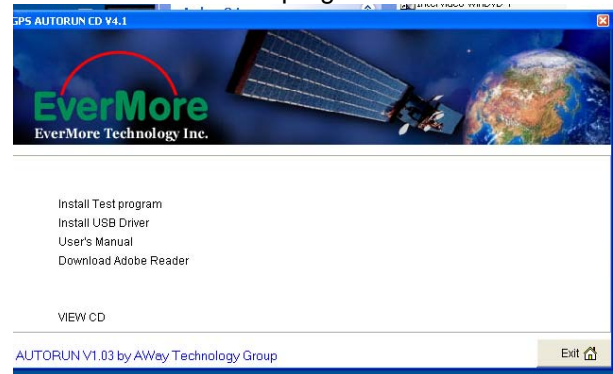 GPS AUTORUN CD V4.1
EverMore
EverMore Technology Inc.
Install Test program
Install USB Driver
User's Manual
Download Adobe Reader
VIEW CD
AUTORUN V1.03 by AWay Technology Group
Exit